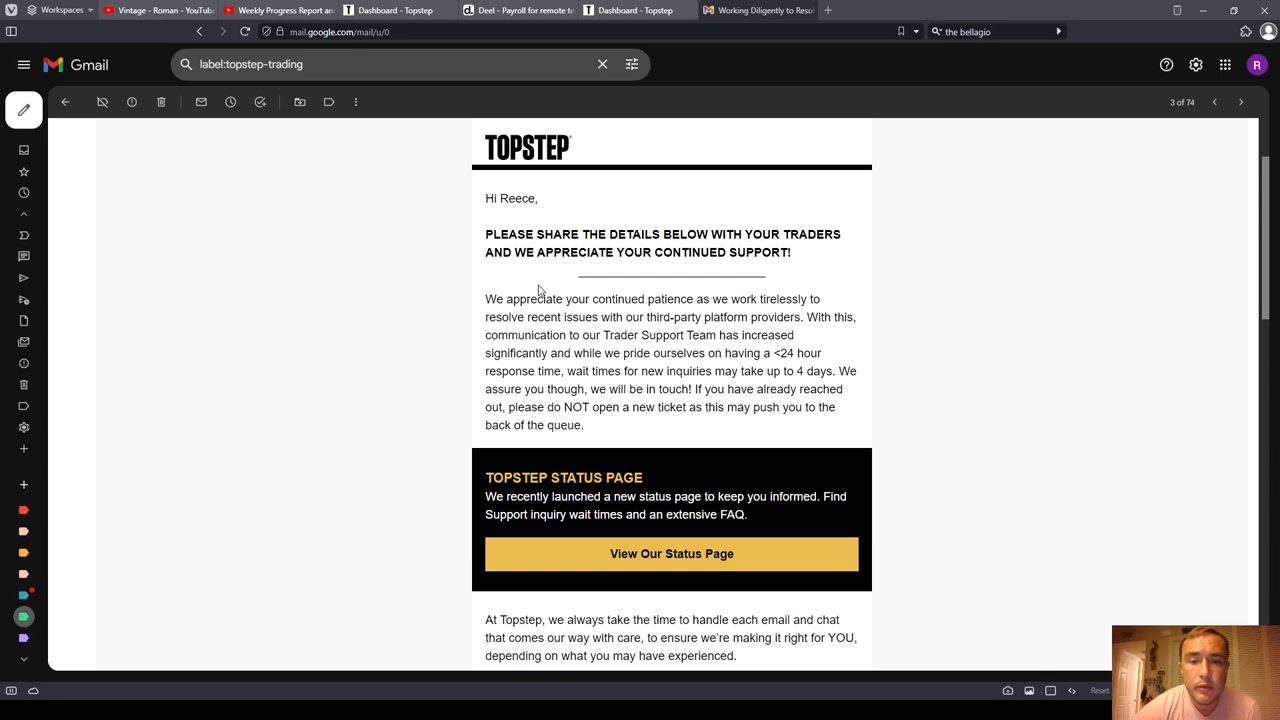 Workspaces
Vintage - Roman - YouTub
Weekly Progress Report an
Dashboard - Topstep
Deel - Payroll for remote te
Dashboard - Topstep
Working Diligently to Resol
mail.google.com/mail/u/0
the bellagio
Gmail
label:topstep-trading
R
3 of 74
TOPSTEP
Hi Reece,
PLEASE SHARE THE DETAILS BELOW WITH YOUR TRADERS
AND WE APPRECIATE YOUR CONTINUED SUPPORT!
We appreciate your continued patience as we work tirelessly to
resolve recent issues with our third-party platform providers. With this,
communication to our Trader Support Team has increased
significantly and while we pride ourselves on having a <24 hour
response time, wait times for new inquiries may take up to 4 days. We
assure you though, we will be in touch! If you have already reached
out, please do NOT open a new ticket as this may push you to the
back of the queue.
TOPSTEP STATUS PAGE
We recently launched a new status page to keep you informed. Find
Support inquiry wait times and an extensive FAQ.
View Our Status Page
At Topstep, we always take the time to handle each email and chat
that comes our way with care, to ensure we're making it right for YOU,
depending on what you may have experienced.
Reset